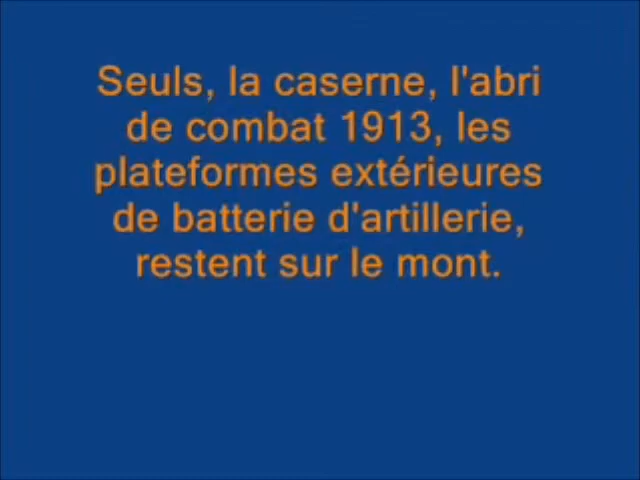 Seuls, la caserne, l'abri
de combat 1913, les
plateformes extérieures
de batterie d'artillerie,
restent sur le mont.